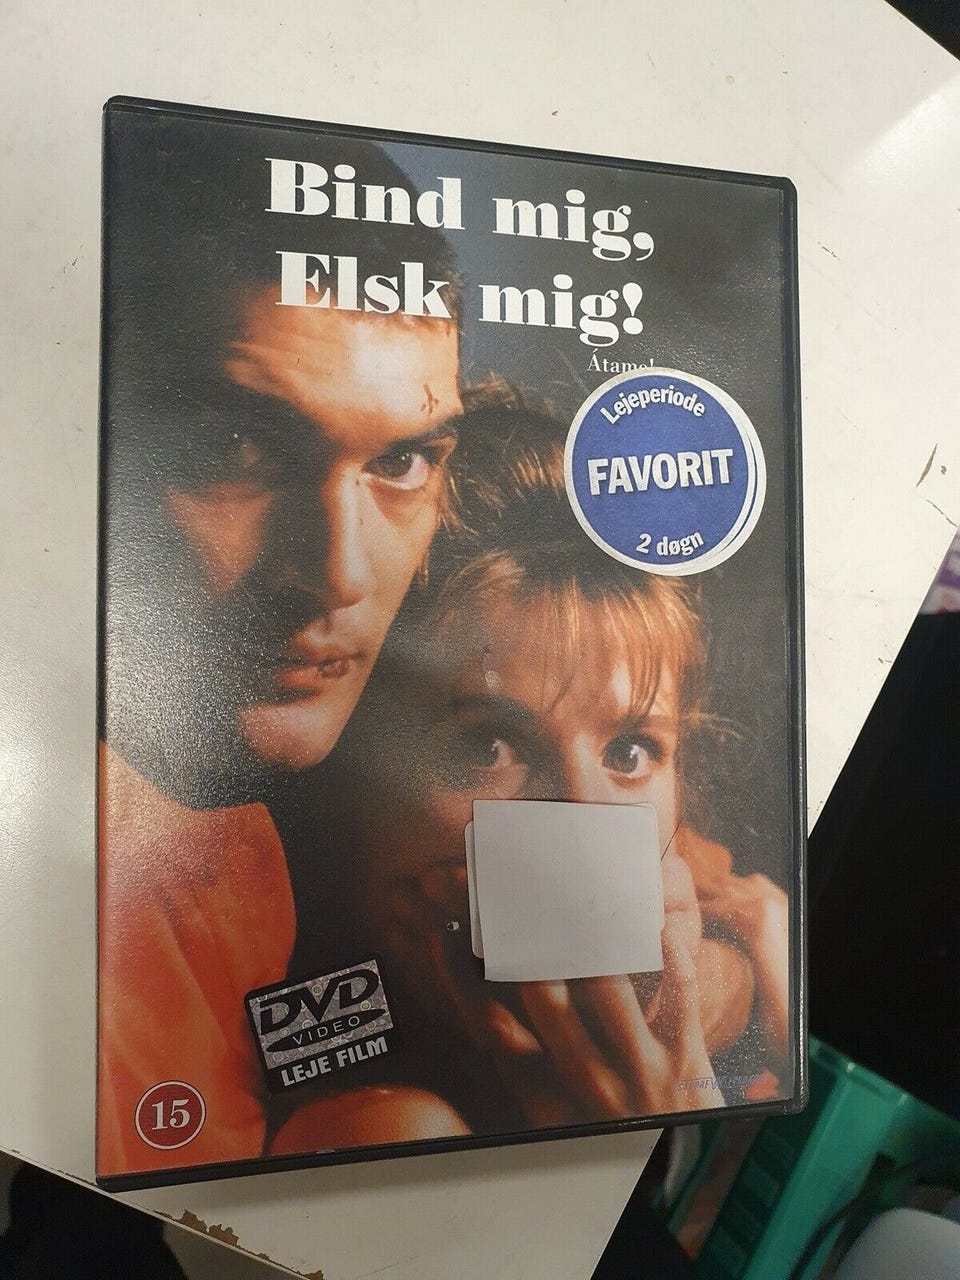 Bind mig,
Elsk mig!
Lejeperiode
FAVORIT
2 døgn
DVD
VIDEO
LEJE FILM
15